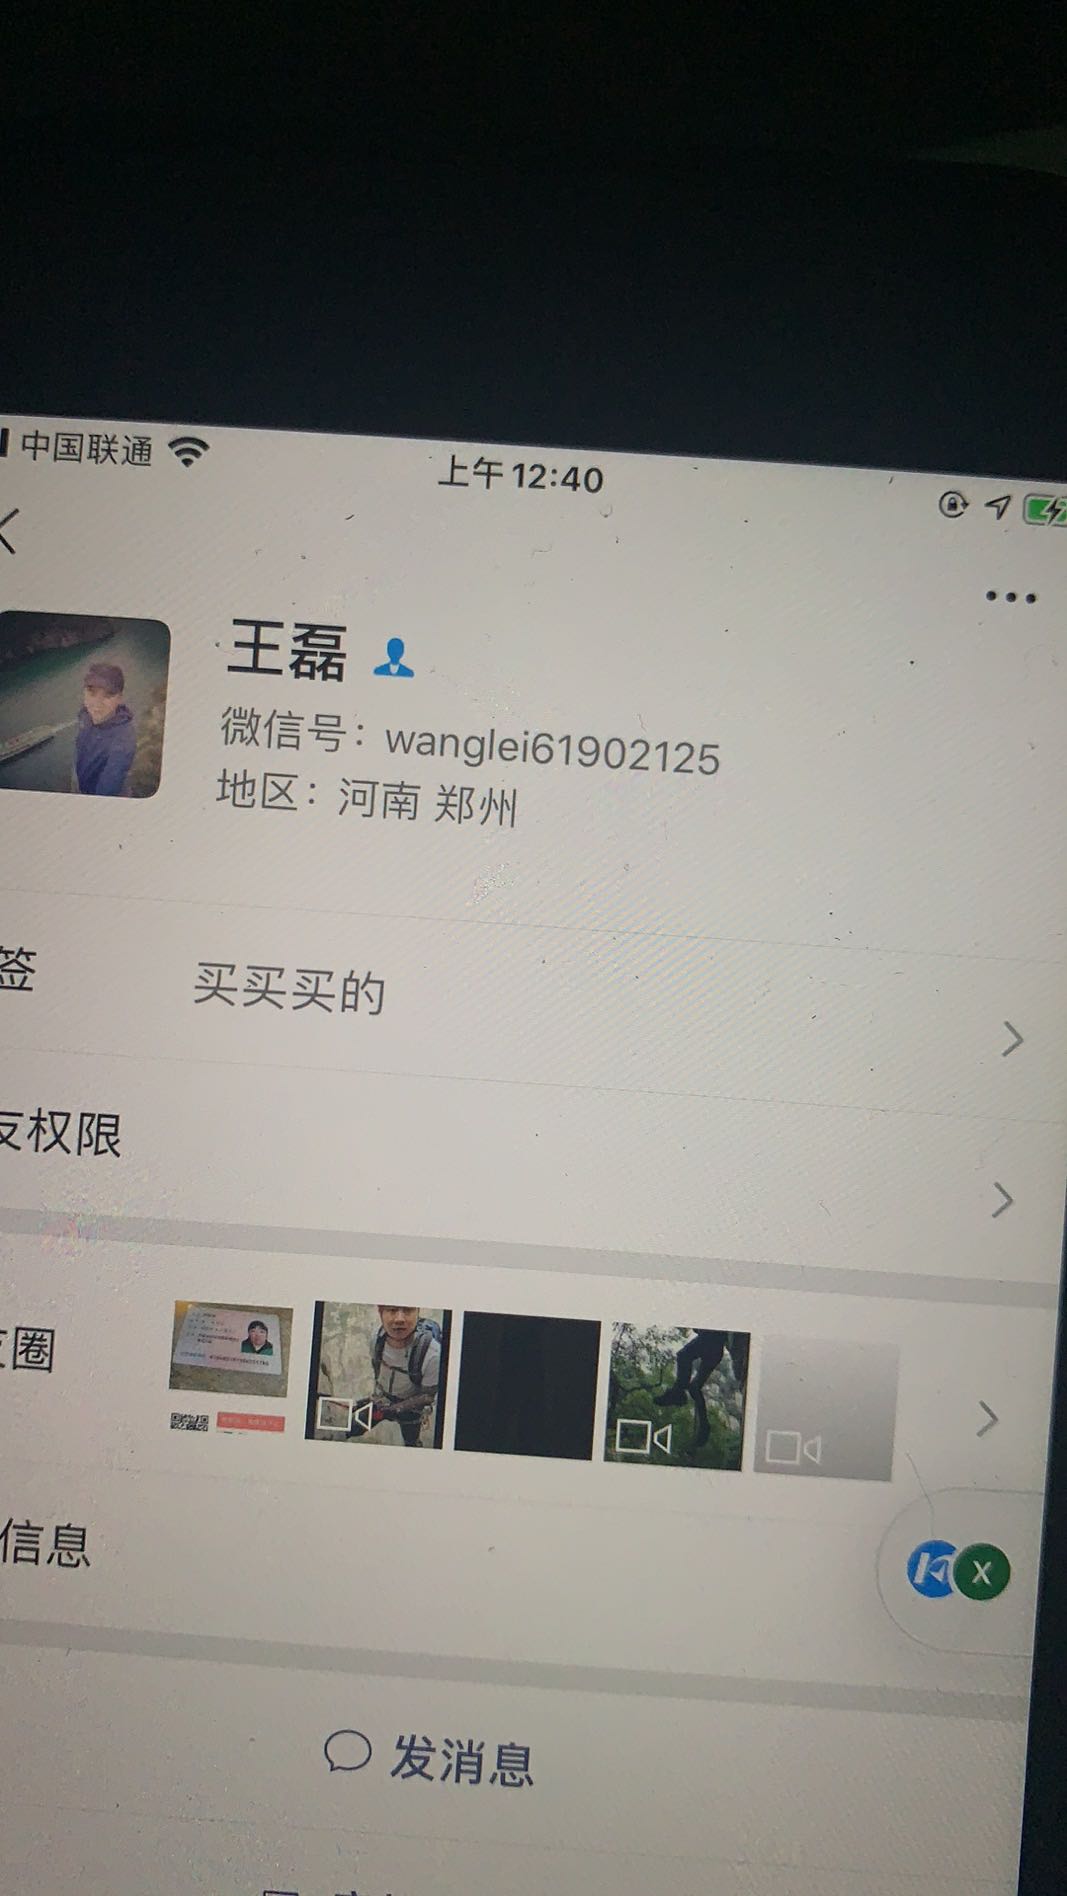 中国联通
上午12:40
王磊
微信号：wanglei61902125
地区：河南 郑州
签
买买买的
友权限
圈
信息
X
发消息